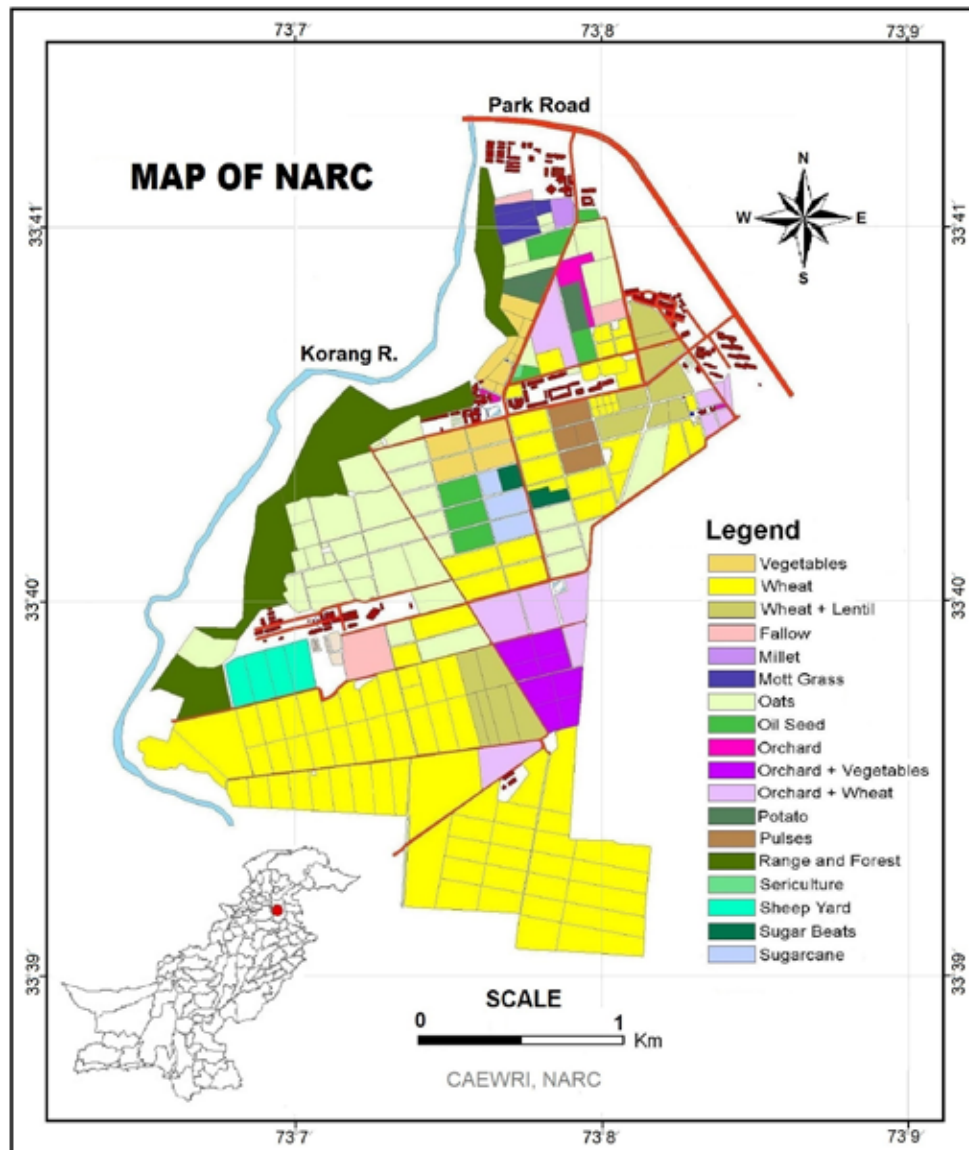 73˚7´
73˚8´
73˚9´
Park Road
MAP OF NARC
N
W
E
S
33˚41´
33˚41´
Korang R.
Legend
Vegetables
Wheat
Wheat + Lentil
Fallow
Millet
Mott Grass
Oats
Oil Seed
Orchard
Orchard + Vegetables
Orchard + Wheat
Potato
Pulses
Range and Forest
Sericulture
Sheep Yard
Sugar Beats
Sugarcane
33˚40´
33˚40´
33˚39´
33˚39´
SCALE
0 1
Km
CAEWRI, NARC
73˚7´
73˚8´
73˚9´